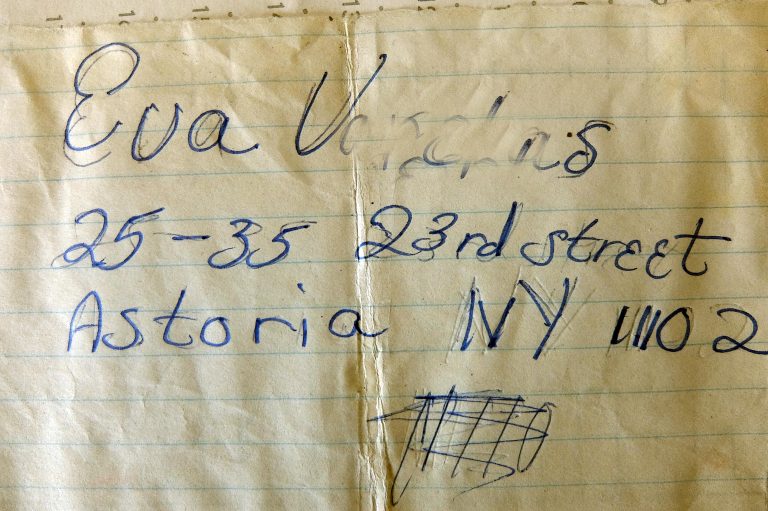 Eva
25-35 23rd street
Astoria NY 11102